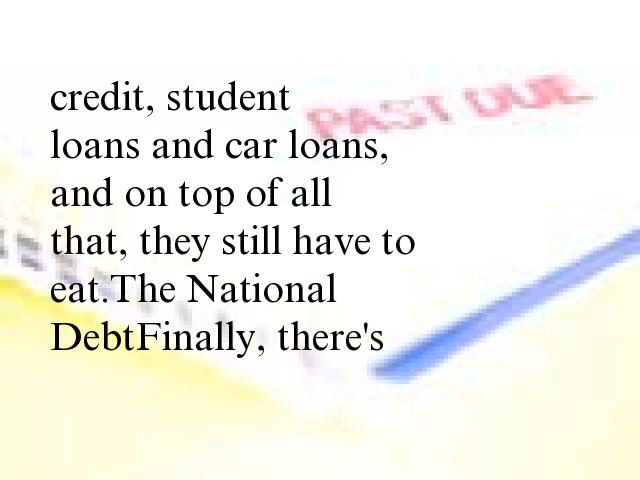 PAST DUE
credit, student
loans and car loans,
and on top of all
that, they still have to
eat.The National
DebtFinally, there's